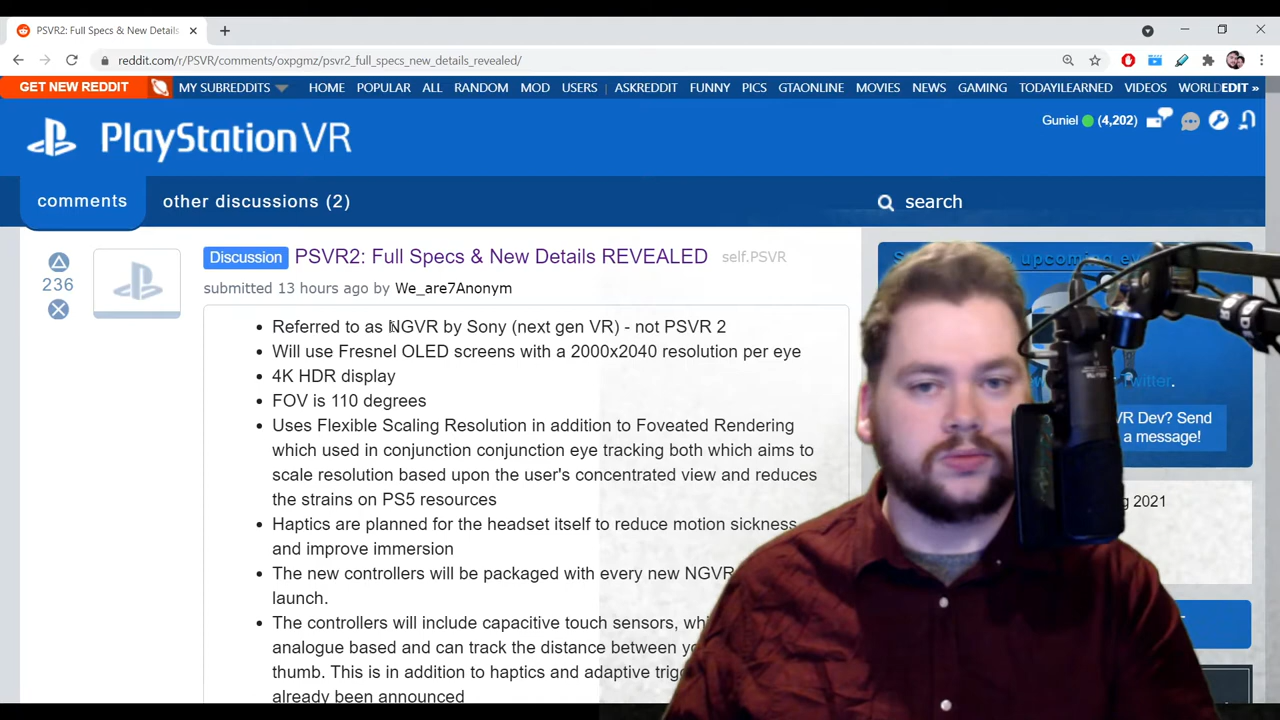 PSVR2: Full Specs & New Details
reddit.com/r/PSVR/comments/oxpgmz/psvr2_full_specs_new_details_revealed/
GET NEW REDDIT MY SUBREDDITS HOME POPULAR ALL RANDOM MOD USERS | ASKREDDIT FUNNY PICS GTAONLINE MOVIES NEWS GAMING TODAYILEARNED VIDEOS WORLD EDIT »
PlayStation VR
Guniel (4,202)
comments other discussions (2) search
Discussion PSVR2: Full Specs & New Details REVEALED self.PSVR
236
submitted 13 hours ago by We_are7Anonym
• Referred to as NGVR by Sony (next gen VR) - not PSVR 2
• Will use Fresnel OLED screens with a 2000x2040 resolution per eye
• 4K HDR display
• FOV is 110 degrees
• Uses Flexible Scaling Resolution in addition to Foveated Rendering
which used in conjunction conjunction eye tracking both which aims to
scale resolution based upon the user's concentrated view and reduces
the strains on PS5 resources
• Haptics are planned for the headset itself to reduce motion sickness
and improve immersion
• The new controllers will be packaged with every new NGVR
launch.
• The controllers will include capacitive touch sensors,
analogue based and can track the distance between
thumb. This is in addition to haptics and adaptive
already been announced
Twitter.
VR Dev? Send
a message!
2021